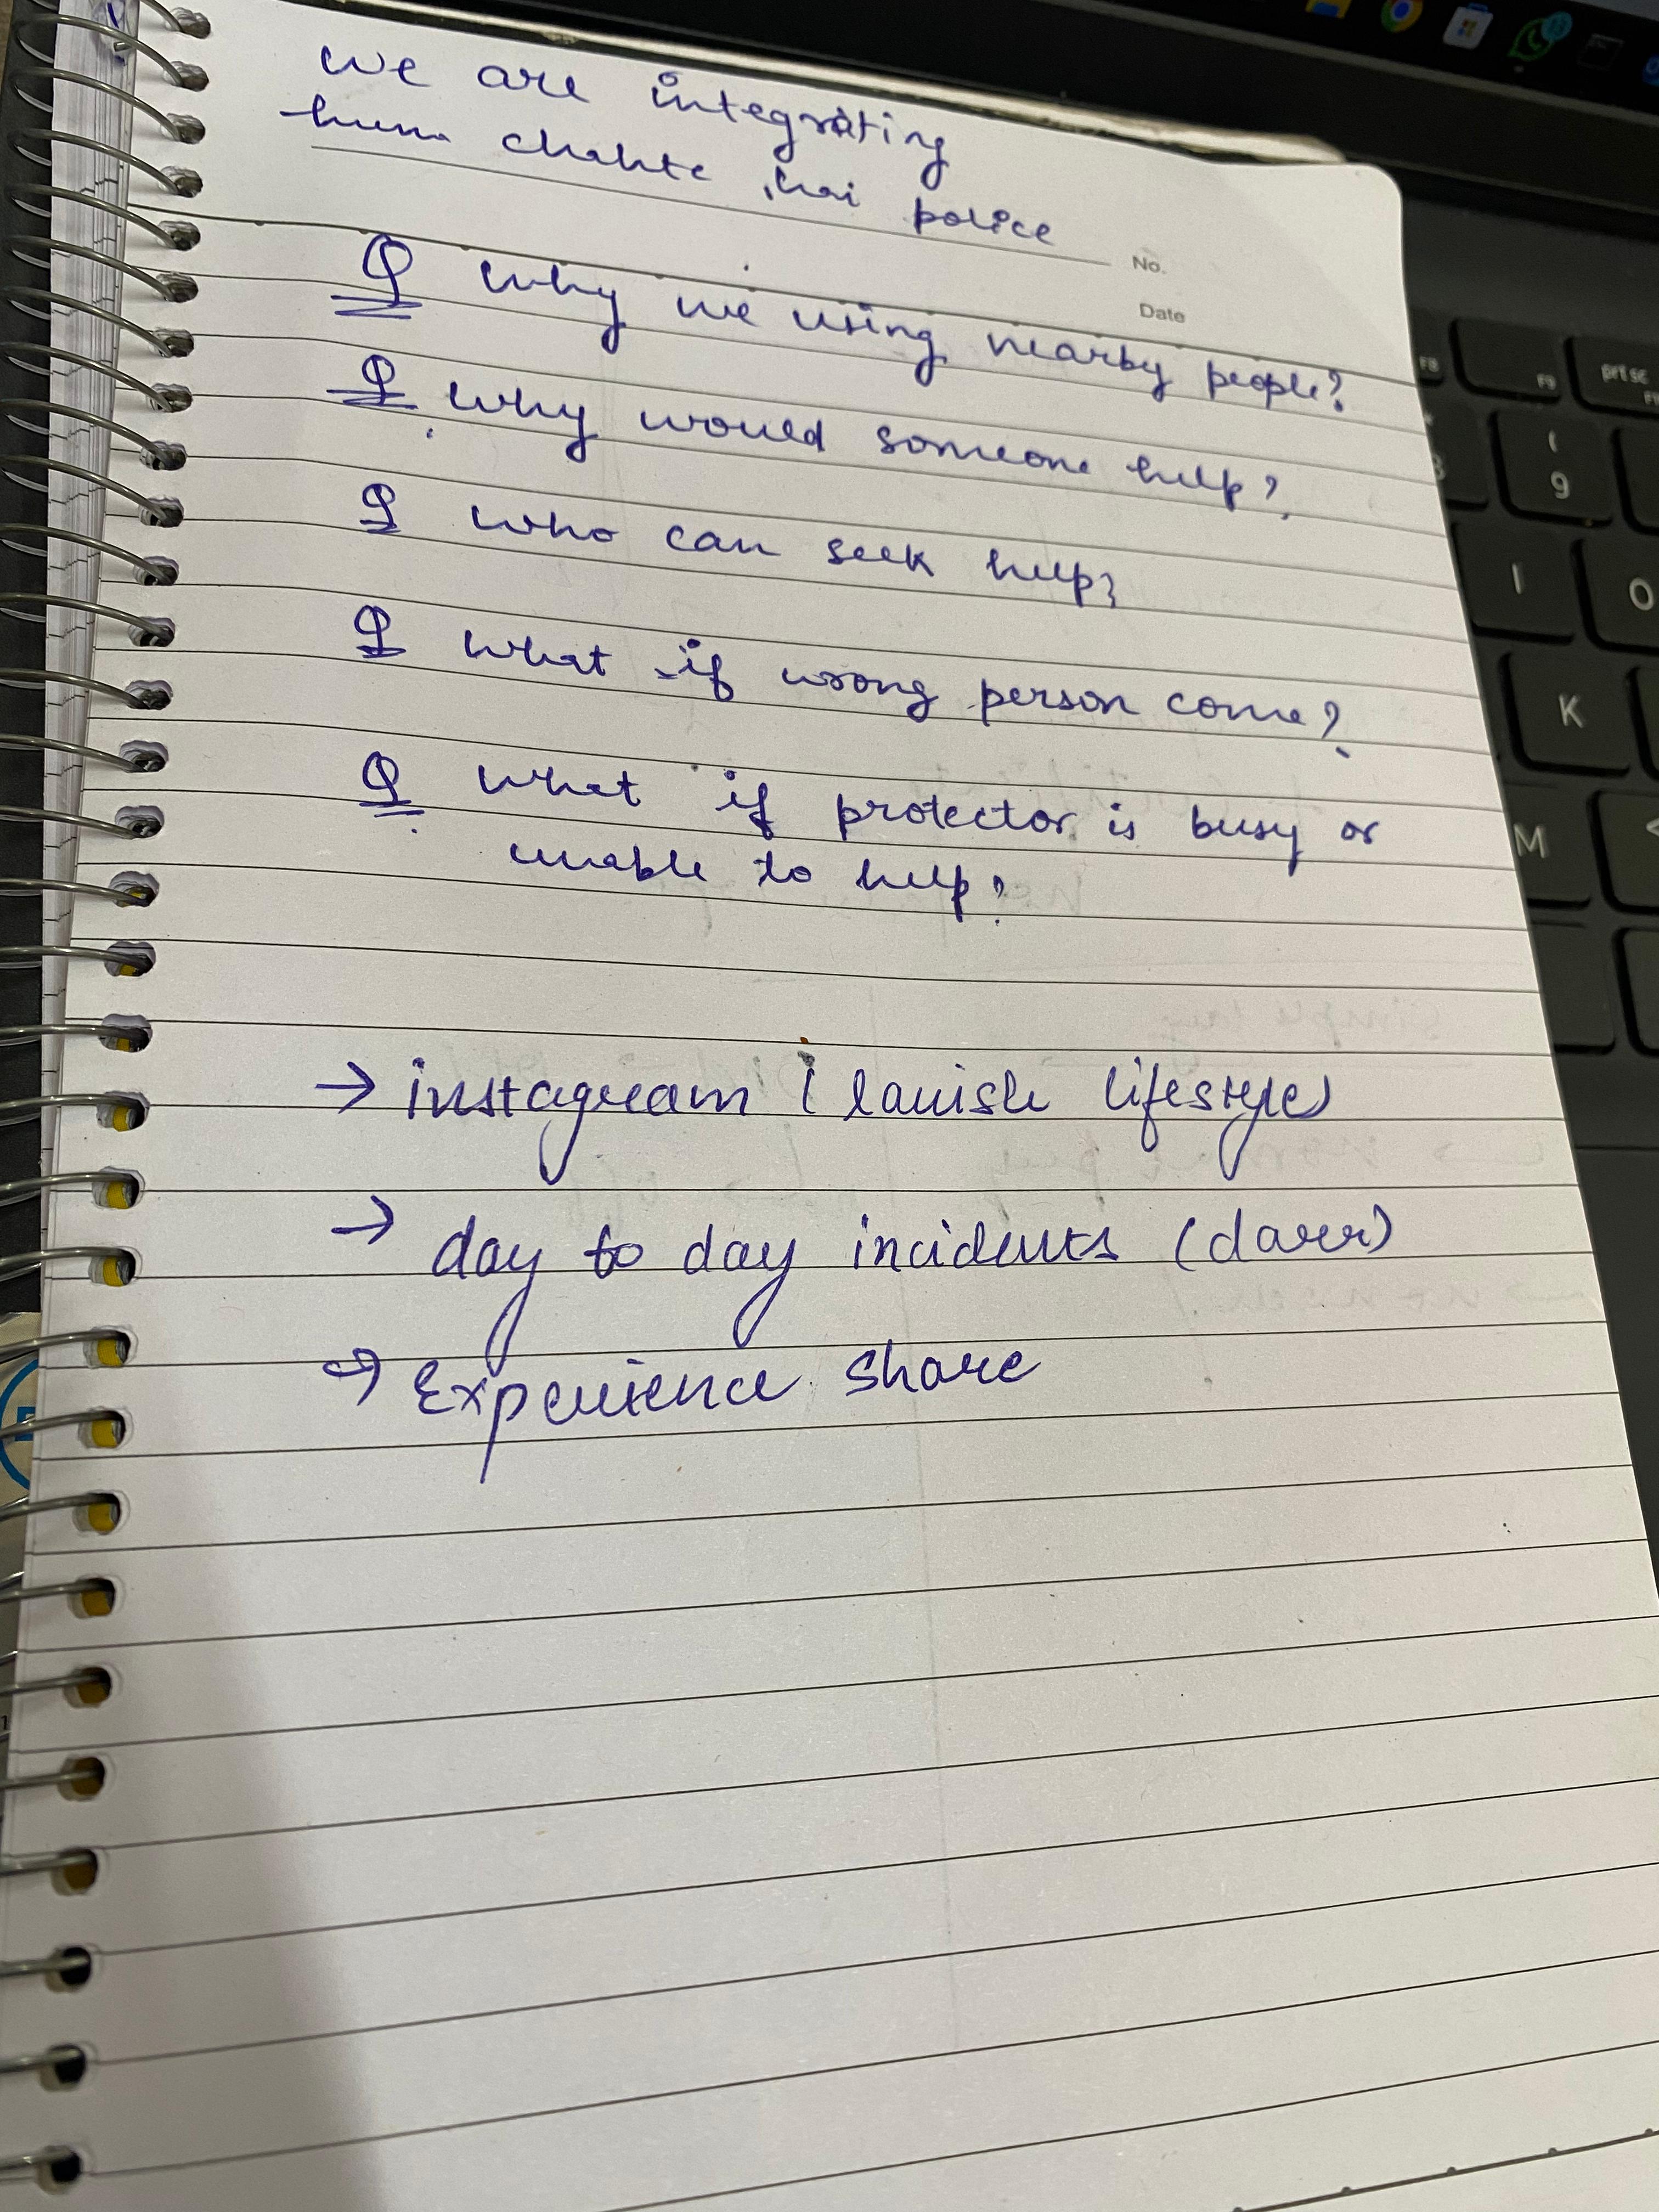 we are integrating
hum chahte hai police
No.
Date
Q why we using nearby people?
Q why would someone help?
Q who can seek help?
Q what if wrong person come?
Q what if protector is busy or
unable to help?
→ instagram (lavish lifestyle)
→ day to day incidents (darr)
→ Experience share
F8
F9
prt sc
(
9
I
O
K
M
<